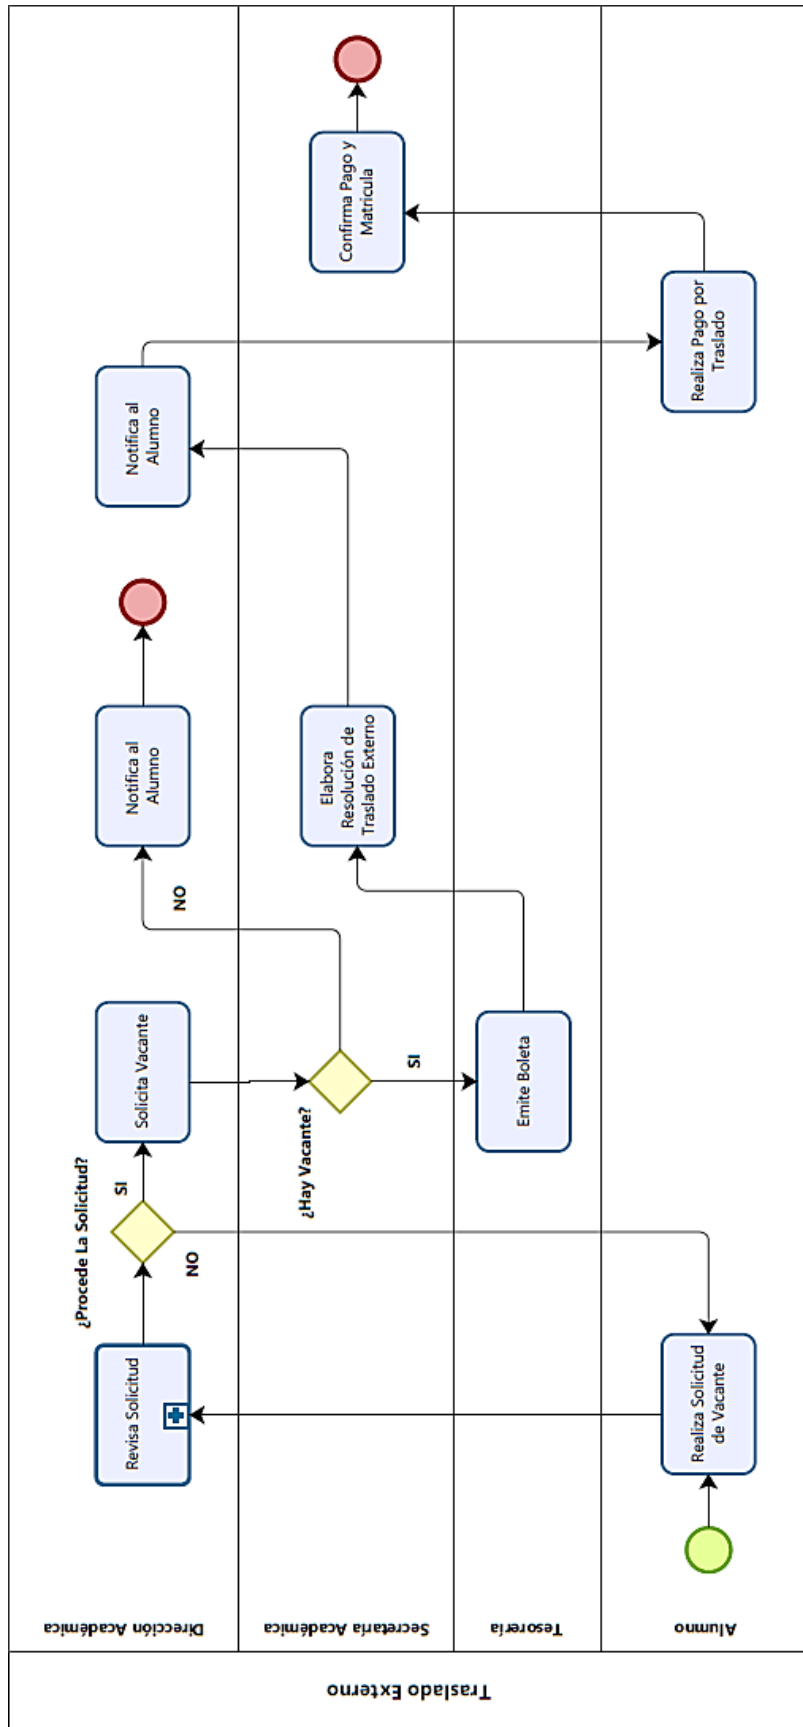 Traslado Externo
Dirección Académica
Revisa Solicitud
¿Procede La Solicitud?
SI
NO
Solicita Vacante
NO
Notifica al
Alumno
Notifica al
Alumno
Secretaría Académica
¿Hay Vacante?
SI
Elabora
Resolución de
Traslado Externo
Confirma Pago y
Matricula
Tesorería
Emite Boleta
Alumno
Realiza Solicitud
de Vacante
Realiza Pago por
Traslado